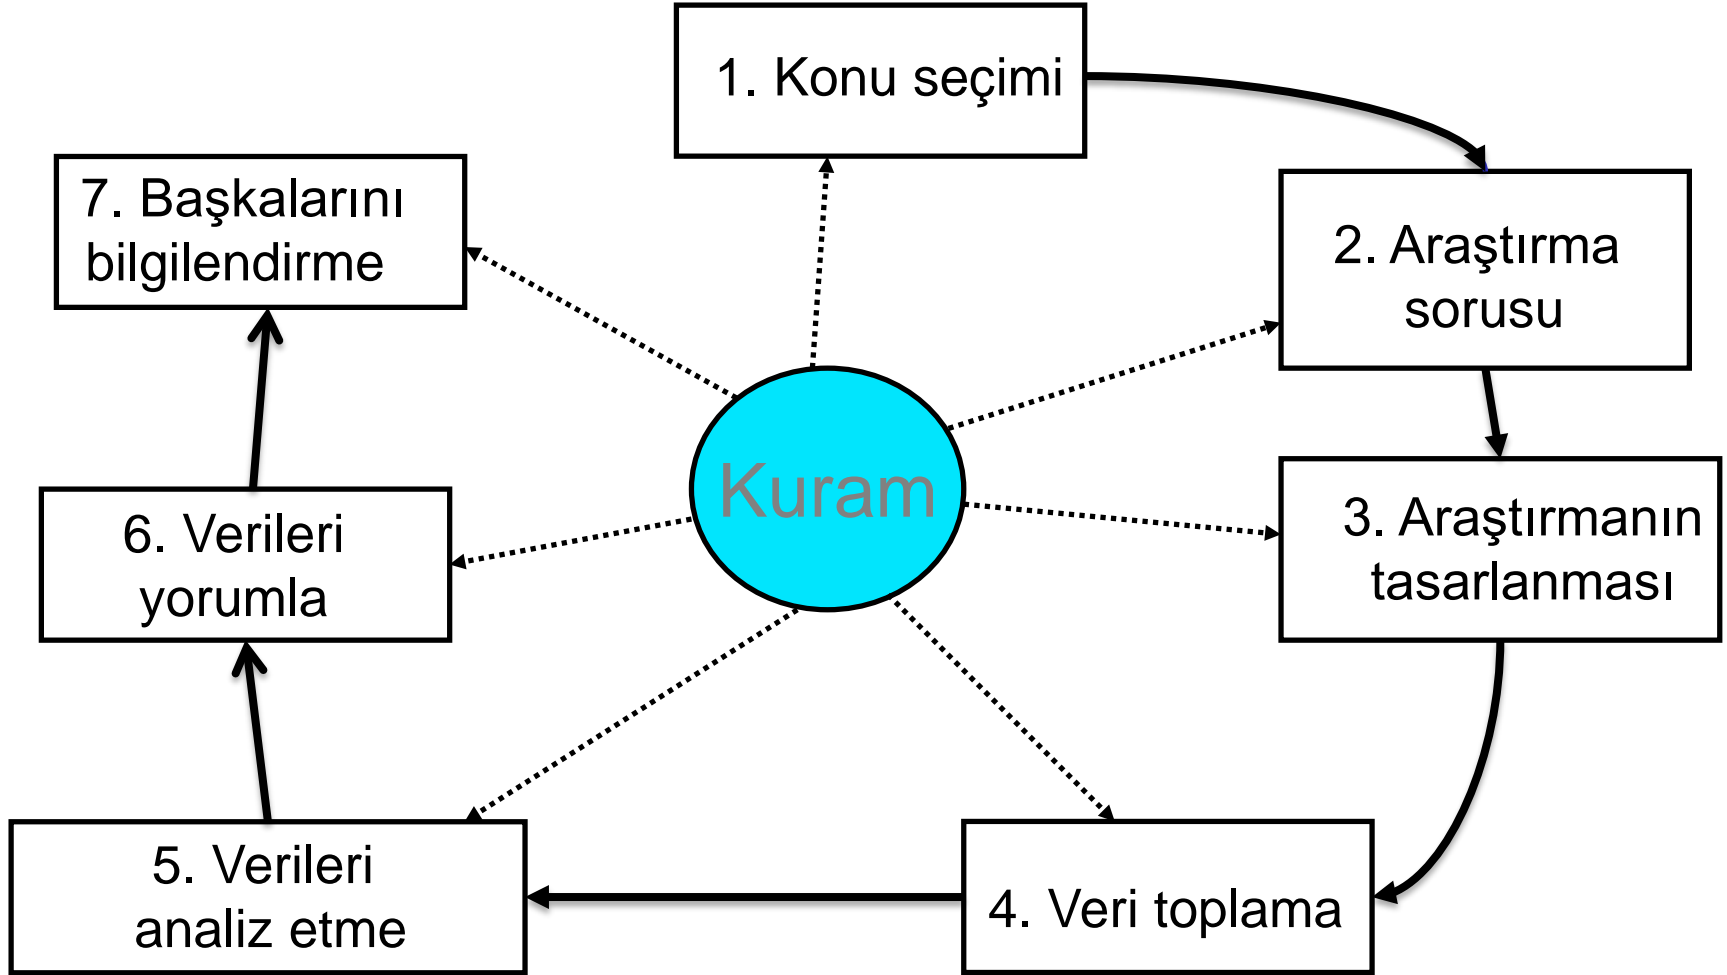 1. Konu seçimi
2. Araştırma
sorusu
3. Araştırmanın
tasarlanması
4. Veri toplama
5. Verileri
analiz etme
6. Verileri
yorumla
7. Başkalarını
bilgilendirme
Kuram